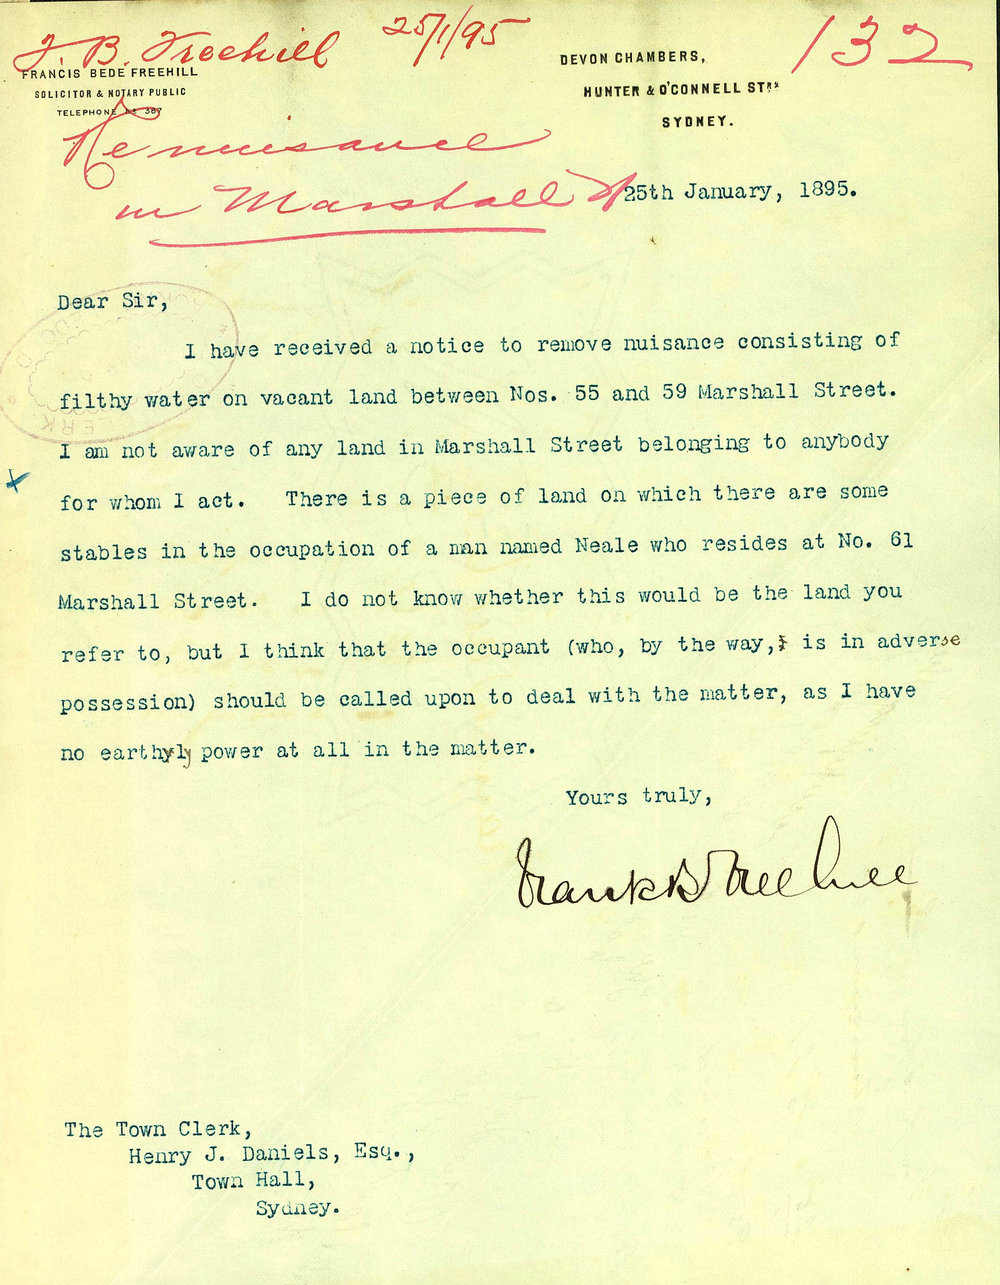 F. B. Freehill 25/1/95 132
FRANCIS BEDE FREEHILL
SOLICITOR & NOTARY PUBLIC
TELEPHONE No 387
DEVON CHAMBERS,
HUNTER & O'CONNELL STRS
SYDNEY.
Re nuisance
in Marshall St
25th January, 1895.
Dear Sir,
I have received a notice to remove nuisance consisting of
filthy water on vacant land between Nos. 55 and 59 Marshall Street.
I am not aware of any land in Marshall Street belonging to anybody
for whom I act. There is a piece of land on which there are some
stables in the occupation of a man named Neale who resides at No. 61
Marshall Street. I do not know whether this would be the land you
refer to, but I think that the occupant (who, by the way, is in adverse
possession) should be called upon to deal with the matter, as I have
no earthly power at all in the matter.
Yours truly,
Frank B Freehill
The Town Clerk,
Henry J. Daniels, Esq.,
Town Hall,
Sydney.